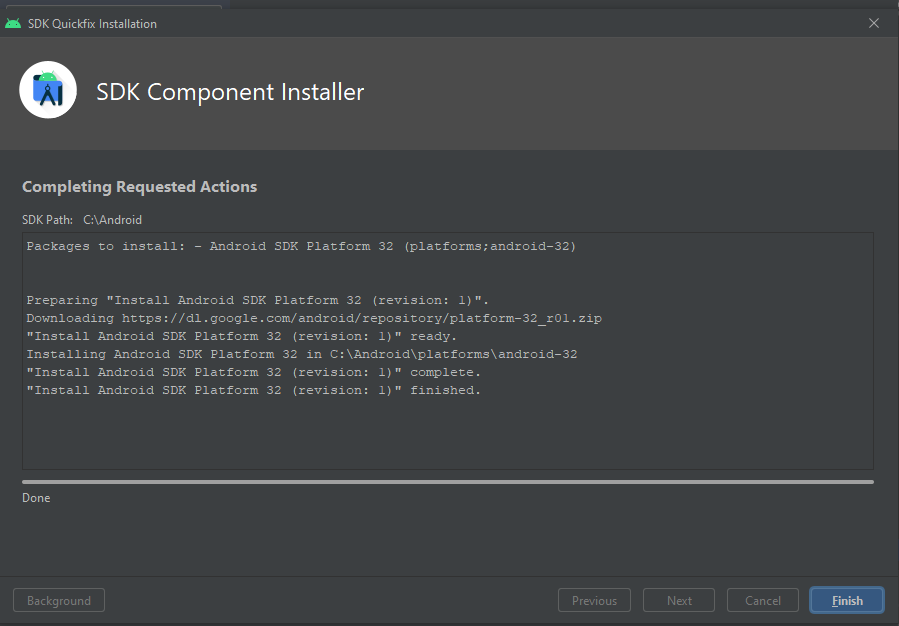 SDK Quickfix Installation
SDK Component Installer
Completing Requested Actions
SDK Path: C:\Android
Packages to install: - Android SDK Platform 32 (platforms;android-32)
Preparing "Install Android SDK Platform 32 (revision: 1)".
Downloading https://dl.google.com/android/repository/platform-32_r01.zip
"Install Android SDK Platform 32 (revision: 1)" ready.
Installing Android SDK Platform 32 in C:\Android\platforms\android-32
"Install Android SDK Platform 32 (revision: 1)" complete.
"Install Android SDK Platform 32 (revision: 1)" finished.
Done
Background Previous Next Cancel Finish